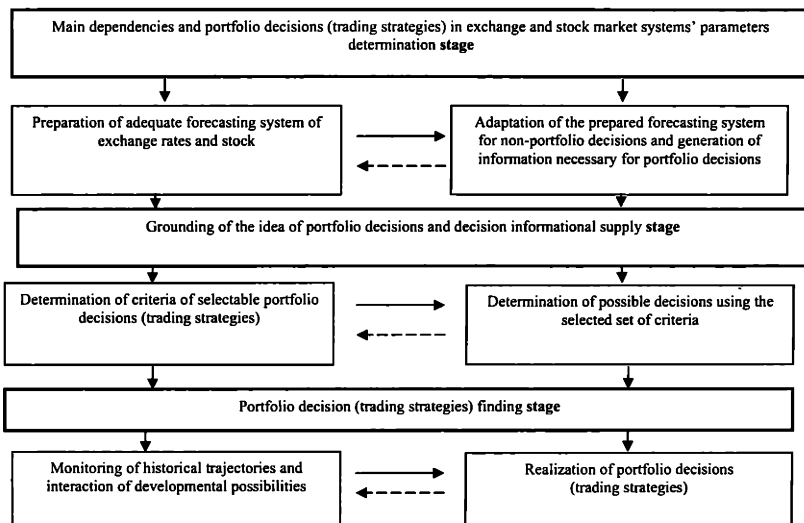 Main dependencies and portfolio decisions (trading strategies) in exchange and stock market systems' parameters
determination stage
Preparation of adequate forecasting system of
exchange rates and stock
Adaptation of the prepared forecasting system
for non-portfolio decisions and generation of
information necessary for portfolio decisions
Grounding of the idea of portfolio decisions and decision informational supply stage
Determination of criteria of selectable portfolio
decisions (trading strategies)
Determination of possible decisions using the
selected set of criteria
Portfolio decision (trading strategies) finding stage
Monitoring of historical trajectories and
interaction of developmental possibilities
Realization of portfolio decisions
(trading strategies)